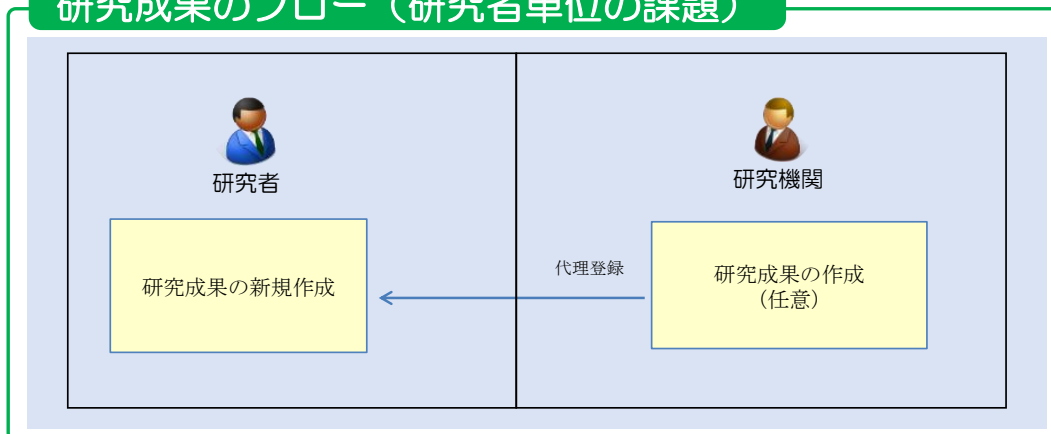 研究成果のフロー（研究者単位の課題）
研究者
研究機関
研究成果の新規作成
代理登録
研究成果の作成
（任意）